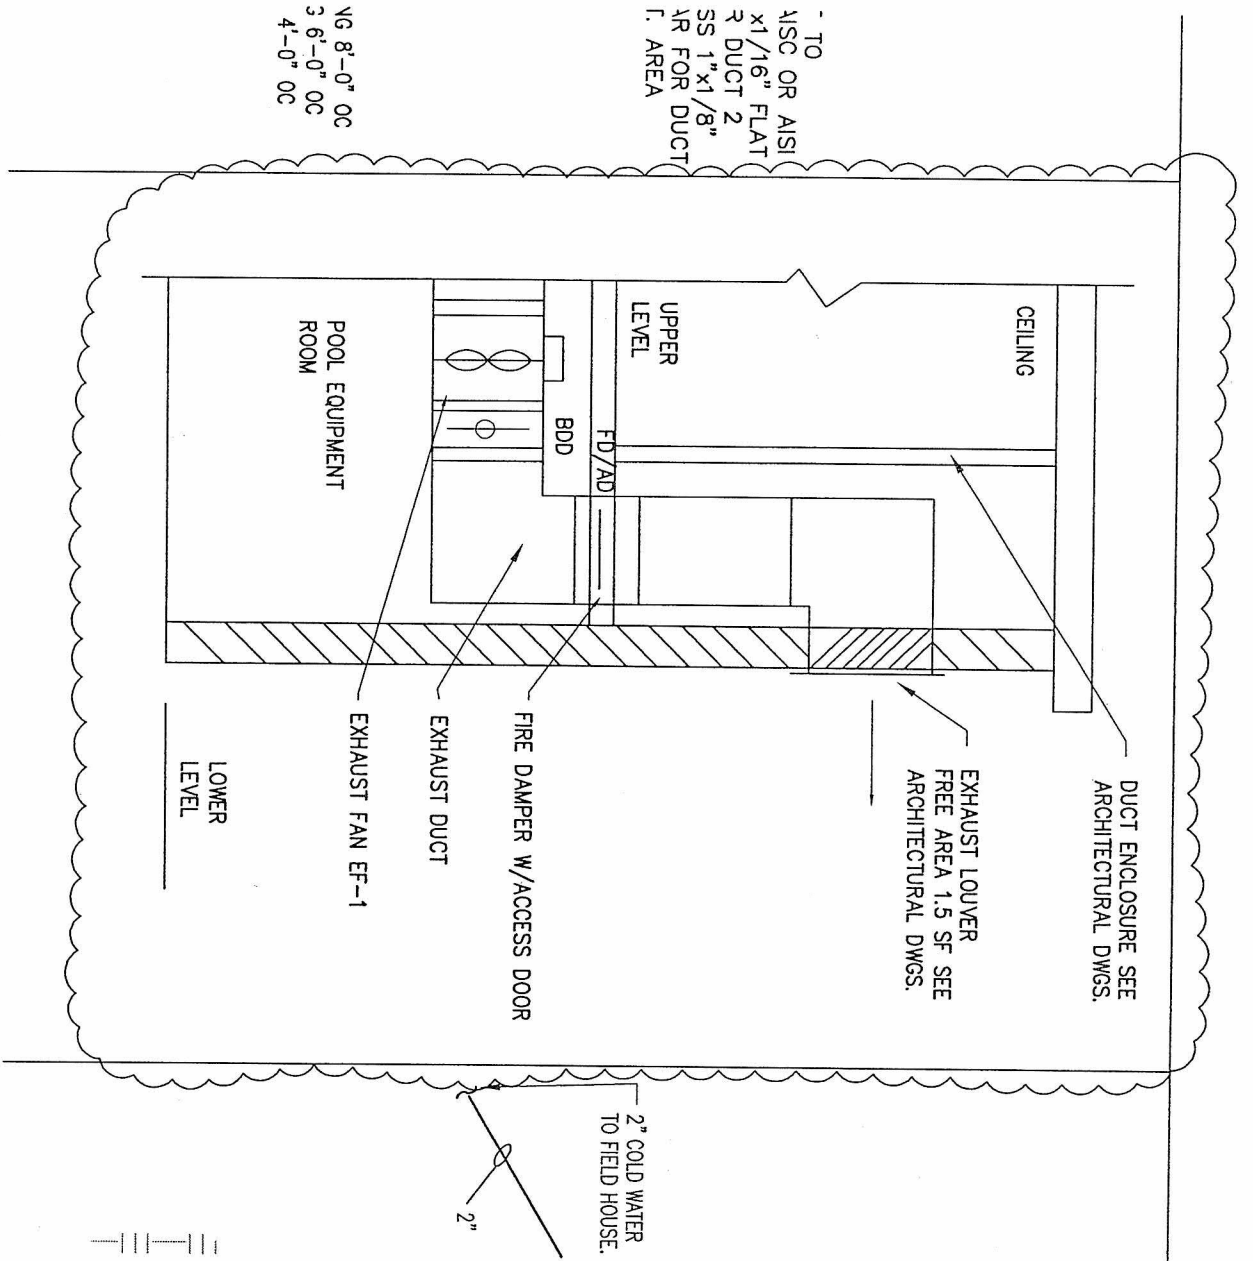 - TO
AISC OR AISI
x1/16" FLAT
R DUCT 2
SS 1"x1/8"
AR FOR DUCT
T. AREA
NG 8'-0" OC
G 6'-0" OC
4'-0" OC
CEILING
UPPER
LEVEL
FD/AD
BDD
POOL EQUIPMENT
ROOM
DUCT ENCLOSURE SEE
ARCHITECTURAL DWGS.
EXHAUST LOUVER
FREE AREA 1.5 SF SEE
ARCHITECTURAL DWGS.
FIRE DAMPER W/ACCESS DOOR
EXHAUST DUCT
EXHAUST FAN EF-1
LOWER
LEVEL
2" COLD WATER
TO FIELD HOUSE.
2"